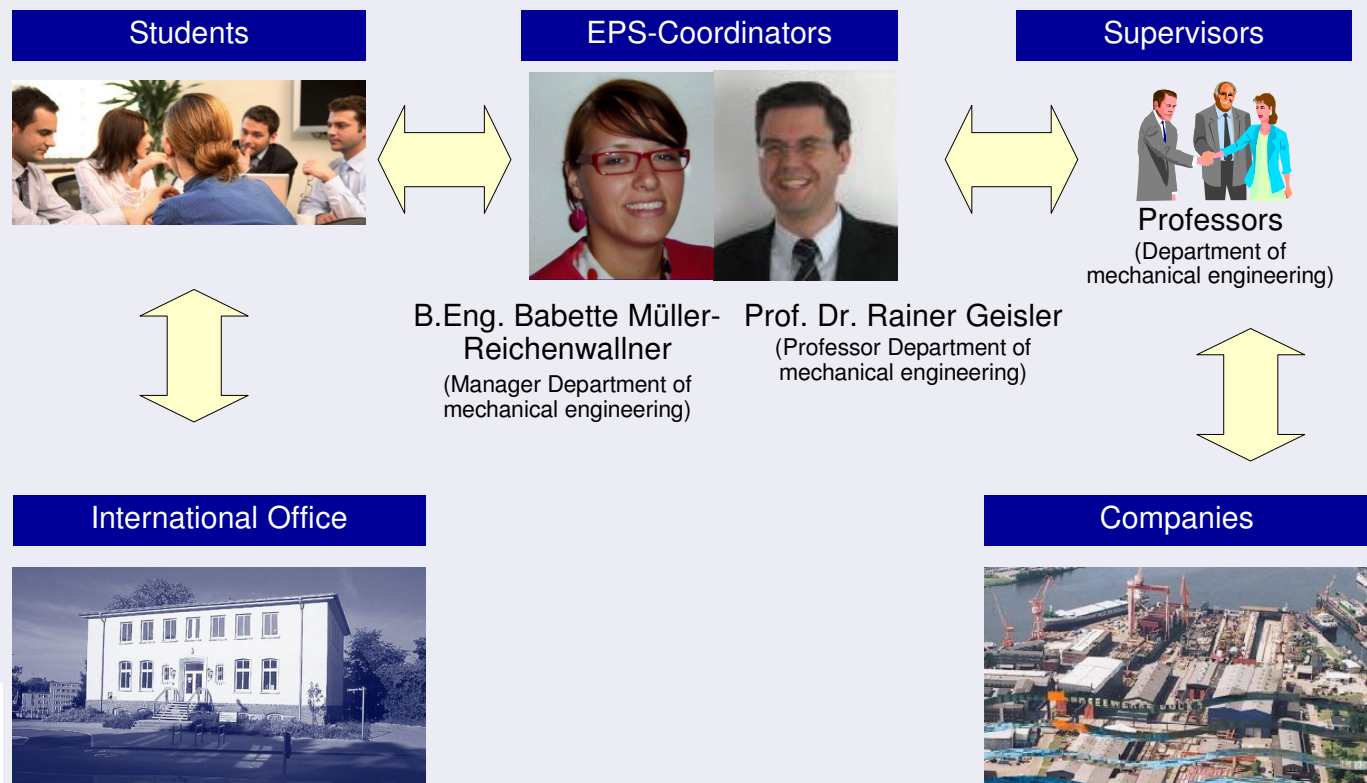 Students
EPS-Coordinators
Supervisors
Professors
(Department of
mechanical engineering)
B.Eng. Babette Müller-
Reichenwallner
(Manager Department of
mechanical engineering)
Prof. Dr. Rainer Geisler
(Professor Department of
mechanical engineering)
International Office
Companies